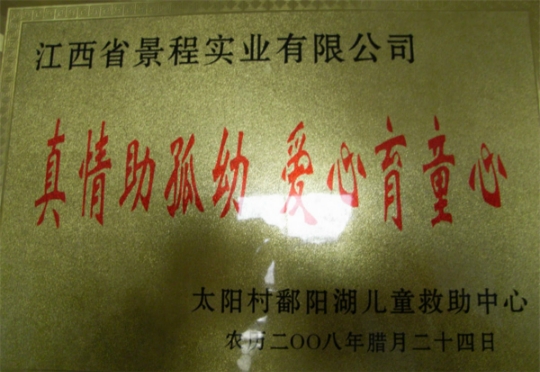 江西省景程实业有限公司
真情助孤幼 爱心育童心
太阳村鄱阳湖儿童救助中心
农历二〇〇八年腊月二十四日